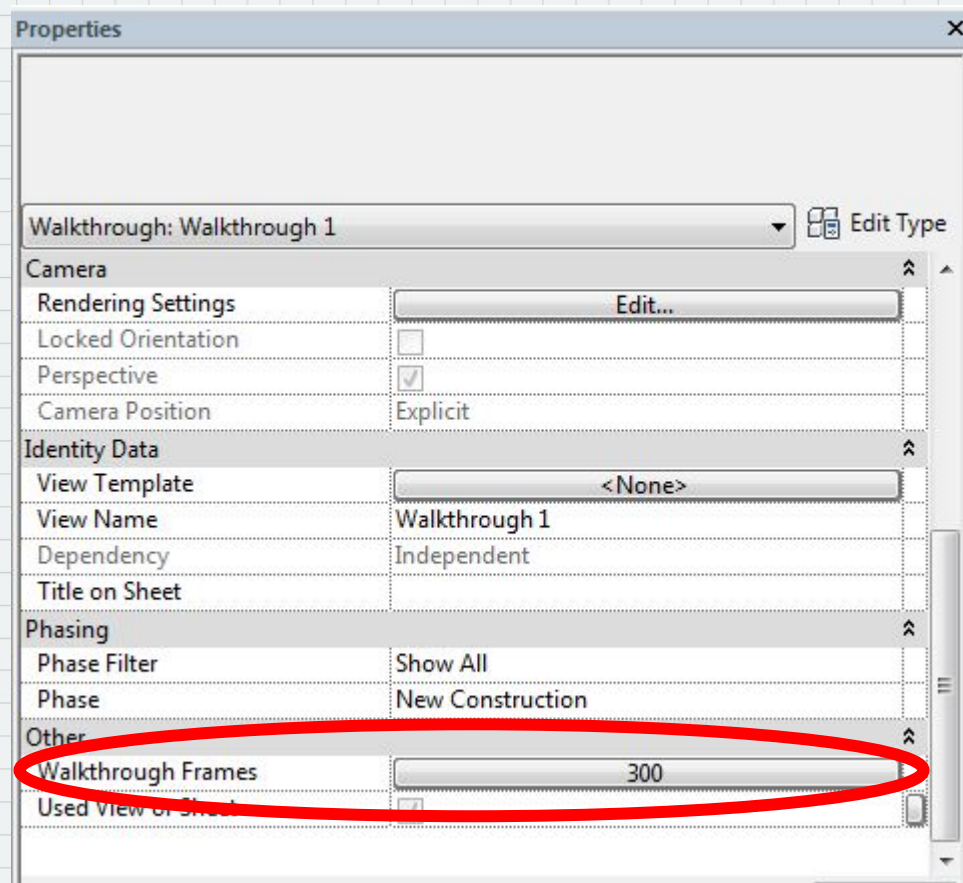 Properties
Walkthrough: Walkthrough 1
Edit Type
Camera
Rendering Settings Edit...
Locked Orientation
Perspective
Camera Position Explicit
Identity Data
View Template <None>
View Name Walkthrough 1
Dependency Independent
Title on Sheet
Phasing
Phase Filter Show All
Phase New Construction
Other
Walkthrough Frames 300
Used View